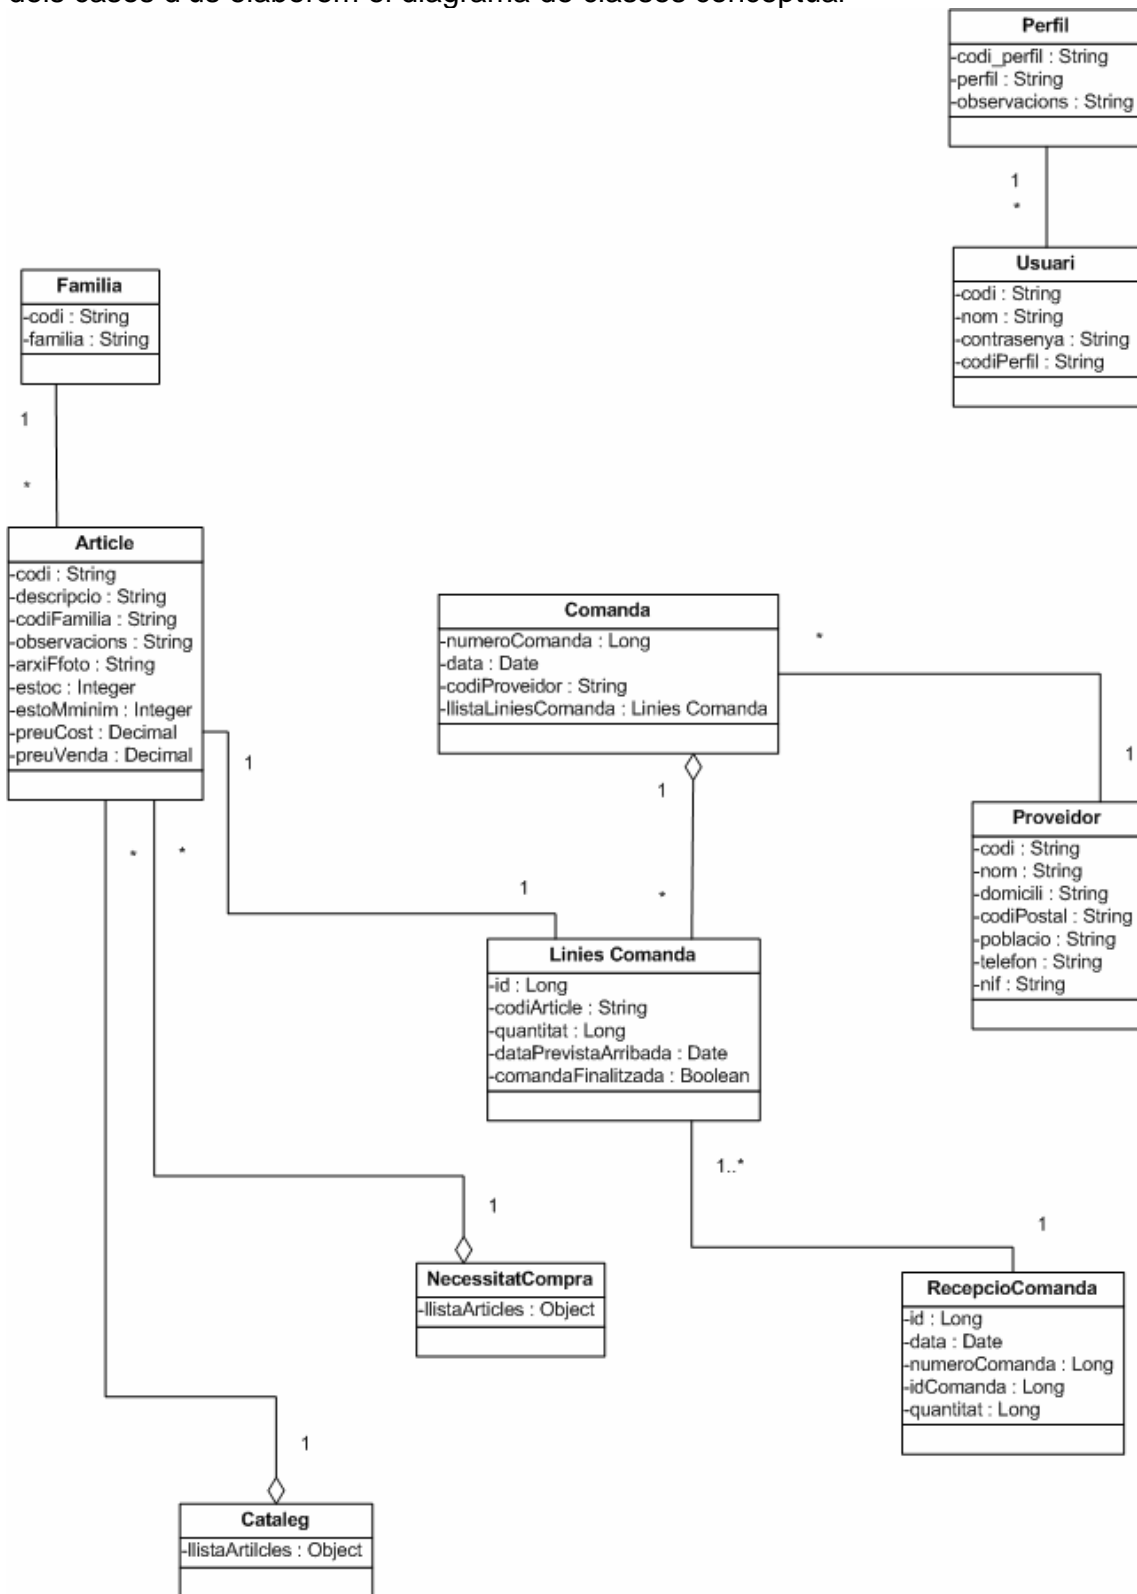 dels casos d'ús elaborem el diagrama de classes conceptual
Perfil
-codi_perfil : String
-perfil : String
-observacions : String
1
*
Usuari
-codi : String
-nom : String
-contrasenya : String
-codiPerfil : String
Familia
-codi : String
-familia : String
1
*
Article
-codi : String
-descripcio : String
-codiFamilia : String
-observacions : String
-arxiFfoto : String
-estoc : Integer
-estoMminim : Integer
-preuCost : Decimal
-preuVenda : Decimal
1
*
*
Comanda
-numeroComanda : Long
-data : Date
-codiProveidor : String
-llistaLiniesComanda : Linies Comanda
*
1
1
*
1
Proveidor
-codi : String
-nom : String
-domicili : String
-codiPostal : String
-poblacio : String
-telefon : String
-nif : String
Linies Comanda
-id : Long
-codiArticle : String
-quantitat : Long
-dataPrevistaArribada : Date
-comandaFinalitzada : Boolean
1..*
1
1
NecessitatCompra
-llistaArticles : Object
RecepcioComanda
-id : Long
-data : Date
-numeroComanda : Long
-idComanda : Long
-quantitat : Long
1
Cataleg
-llistaArtilcles : Object